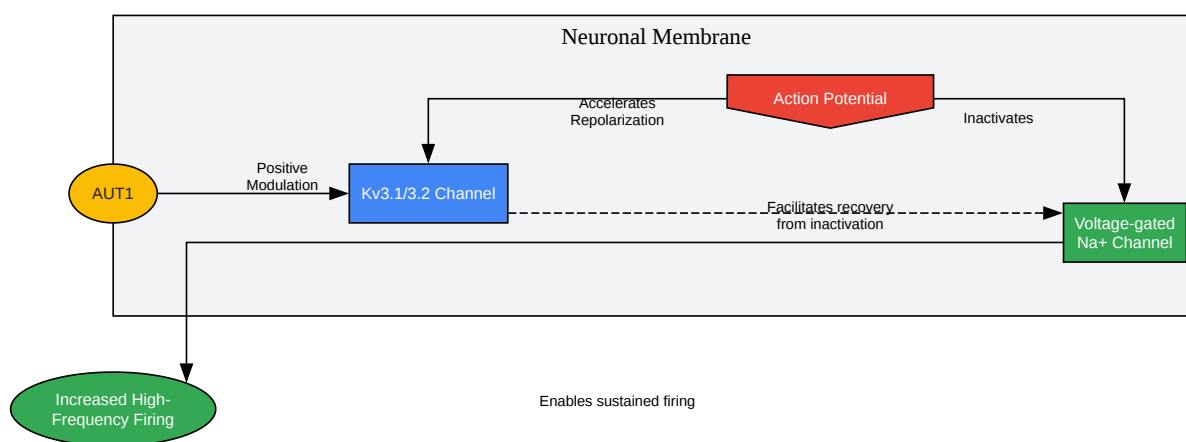 Neuronal Membrane
Action Potential
Accelerates
Repolarization
Inactivates
Positive
Modulation
AUT1
Kv3.1/3.2 Channel
Facilitates recovery
from inactivation
Voltage-gated
Na+ Channel
Increased High-
Frequency Firing
Enables sustained firing